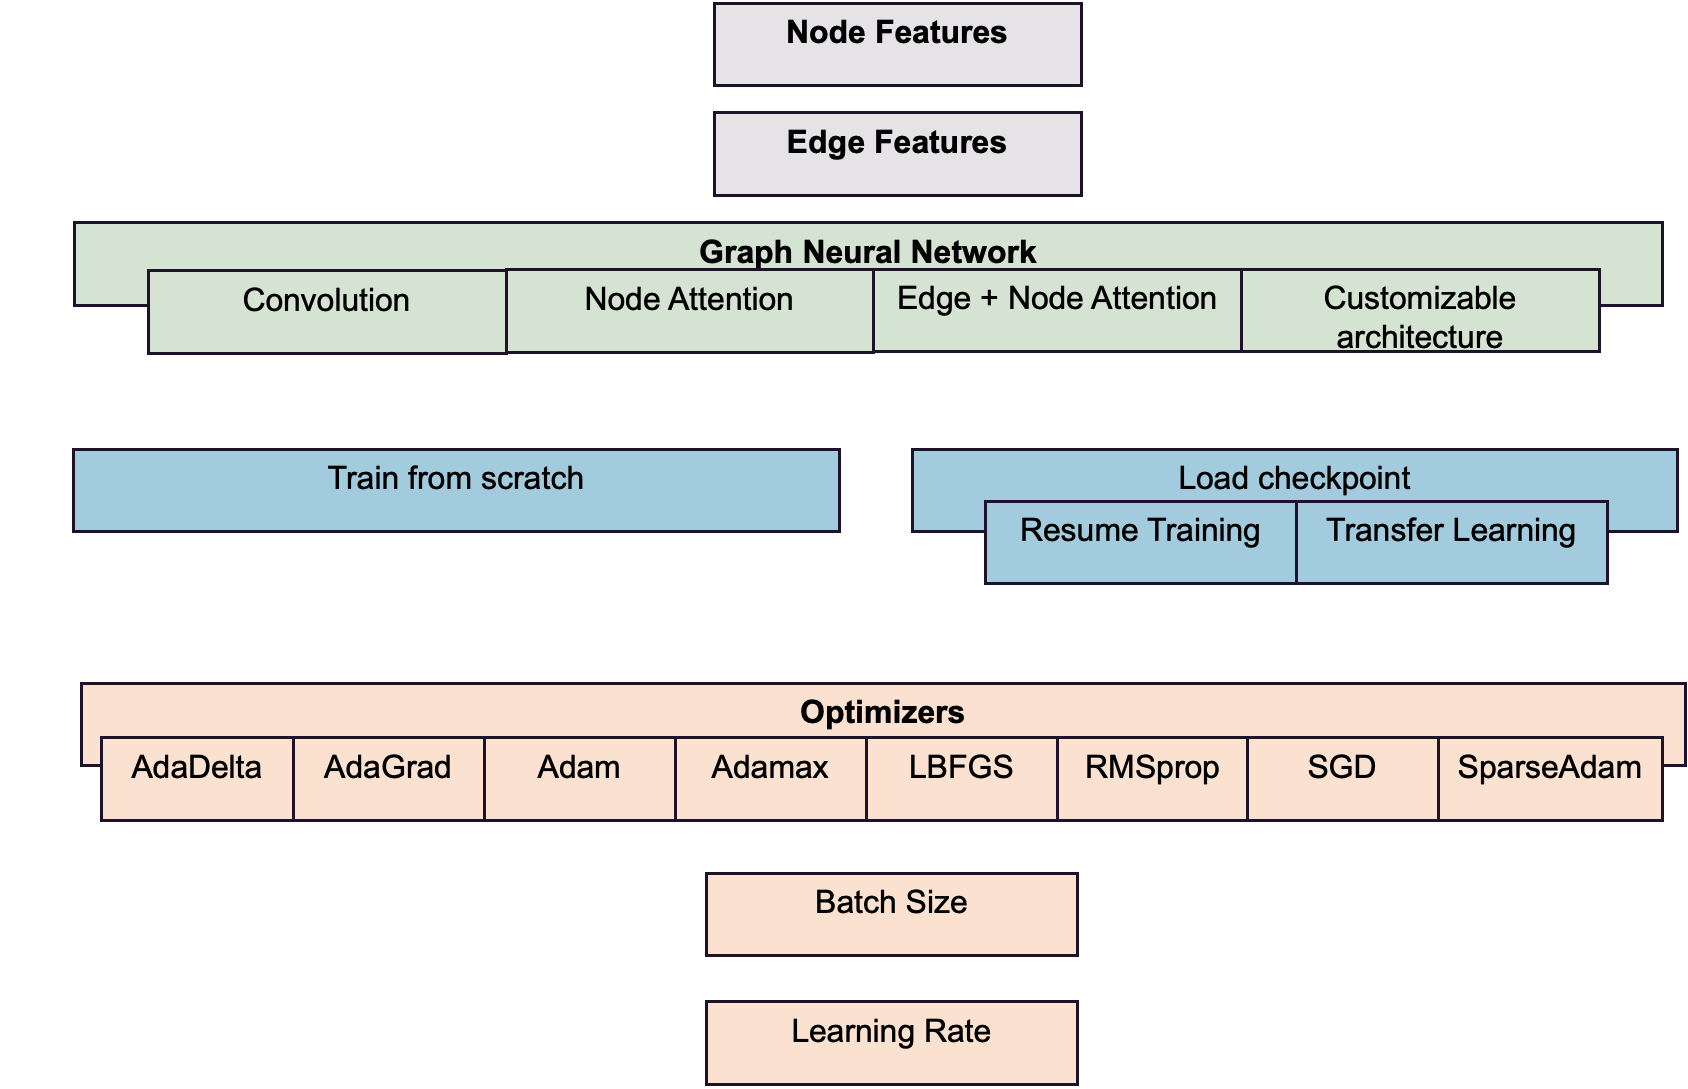 Node Features
Edge Features
Graph Neural Network
Convolution
Node Attention
Edge + Node Attention
Customizable
architecture
Train from scratch
Load checkpoint
Resume Training
Transfer Learning
Optimizers
AdaDelta
AdaGrad
Adam
Adamax
LBFGS
RMSprop
SGD
SparseAdam
Batch Size
Learning Rate